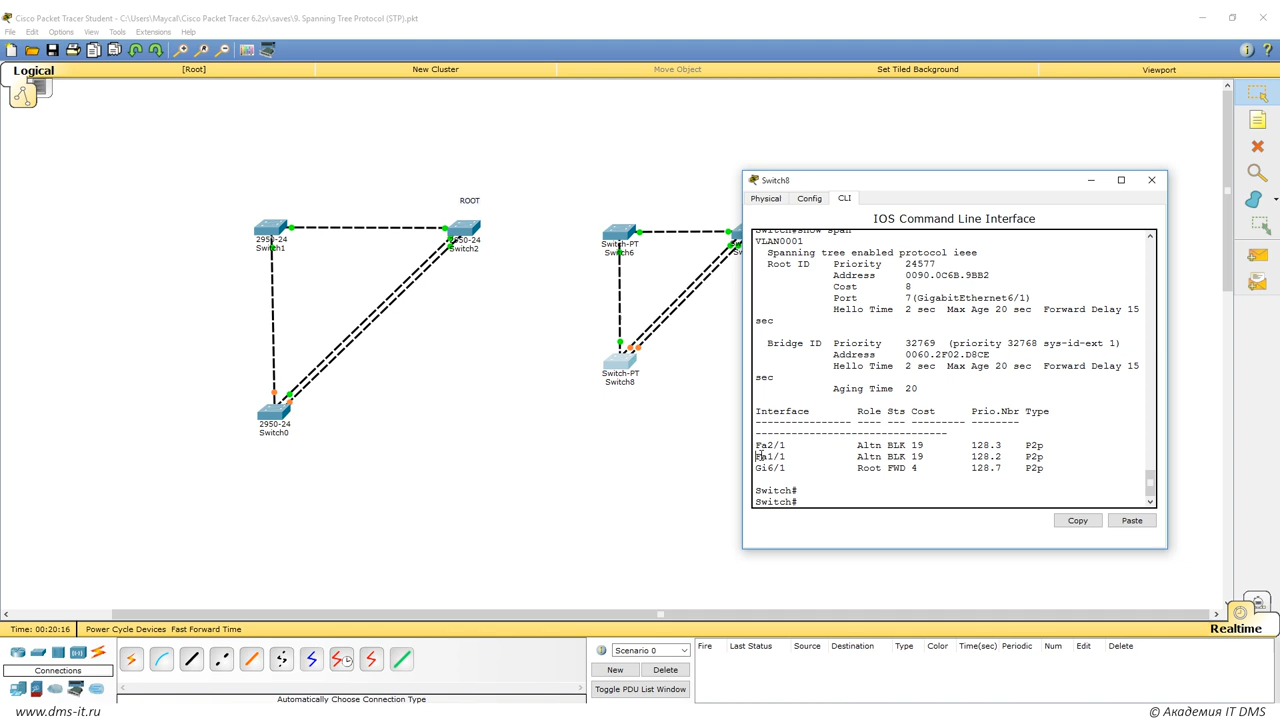 Cisco Packet Tracer Student - C:\Users\Maycal\Cisco Packet Tracer 6.2sv\saves\9. Spanning Tree Protocol (STP).pkt
File Edit Options View Tools Extensions Help
Logical [Root] New Cluster Move Object Set Tiled Background Viewport
ROOT
2950-24
Switch1
2950-24
Switch2
2950-24
Switch0
Switch-PT
Switch6
Switch-PT
Switch8
Switch8
Physical Config CLI
IOS Command Line Interface
Switch#show span
VLAN0001
Spanning tree enabled protocol ieee
Root ID Priority 24577
Address 0090.0C6B.9BB2
Cost 8
Port 7(GigabitEthernet6/1)
Hello Time 2 sec Max Age 20 sec Forward Delay 15
sec
Bridge ID Priority 32769 (priority 32768 sys-id-ext 1)
Address 0060.2F02.D8CE
Hello Time 2 sec Max Age 20 sec Forward Delay 15
sec
Aging Time 20
Interface Role Sts Cost Prio.Nbr Type
---------------- ---- --- --------- --------
--------------------------------
Fa2/1 Altn BLK 19 128.3 P2p
Fa1/1 Altn BLK 19 128.2 P2p
Gi6/1 Root FWD 4 128.7 P2p
Switch#
Switch#
Copy Paste
Time: 00:20:16 Power Cycle Devices Fast Forward Time Realtime
Connections
Automatically Choose Connection Type
Scenario 0
New Delete
Toggle PDU List Window
Fire Last Status Source Destination Type Color Time(sec) Periodic Num Edit Delete
www.dms-it.ru
© Академия IT DMS